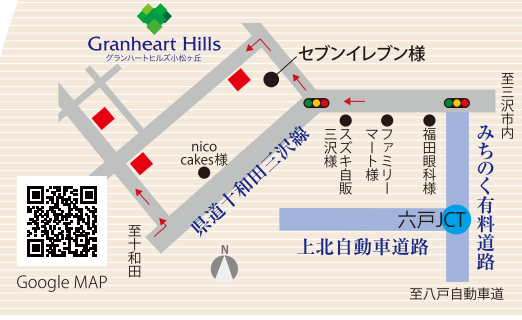 Granheart Hills
グランハートヒルズ小松ヶ丘
セブンイレブン様
至三沢市内
nico
cakes様
県道十和田三沢線
スズキ自販
三沢様
ファミリー
マート様
福田眼科様
みちのく有料道路
六戸JCT
上北自動車道路
至十和田
N
Google MAP
至八戸自動車道